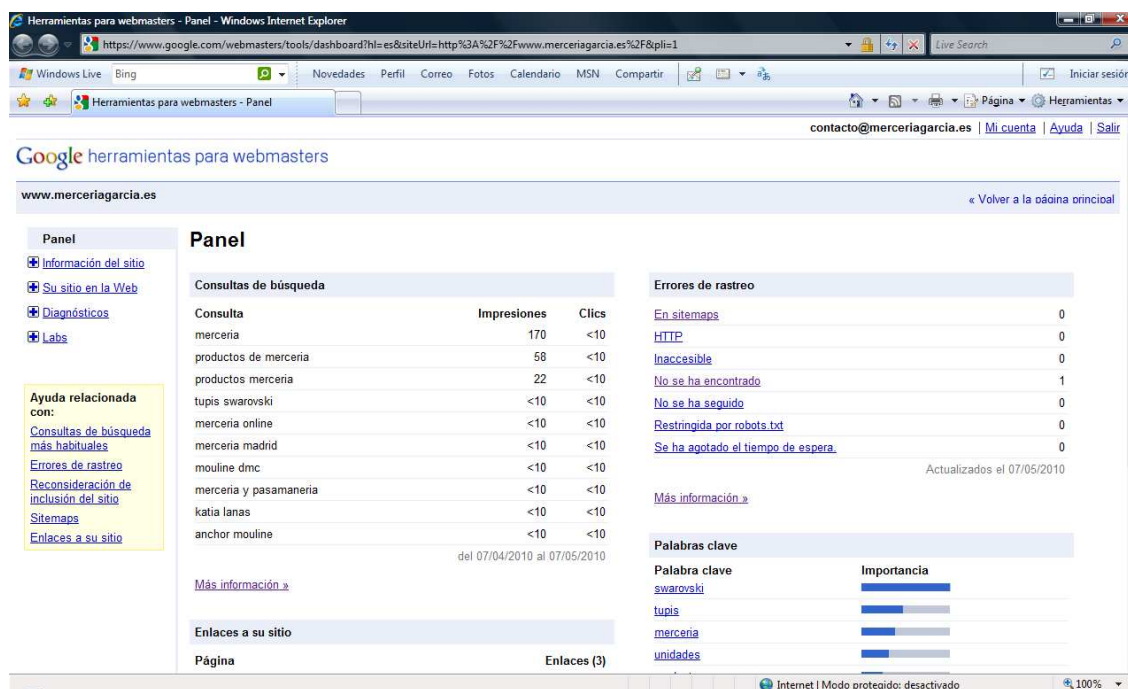 Herramientas para webmasters - Panel - Windows Internet Explorer
https://www.google.com/webmasters/tools/dashboard?hl=es&siteUrl=http%3A%2F%2Fwww.merceriagarcia.es%2F&pli=1
Live Search
Windows Live Bing Novedades Perfil Correo Fotos Calendario MSN Compartir Iniciar sesión
Herramientas para webmasters - Panel Página Herramientas
contacto@merceriagarcia.es | Mi cuenta | Ayuda | Salir
Google herramientas para webmasters
www.merceriagarcia.es
« Volver a la página principal
Panel
Información del sitio
Su sitio en la Web
Diagnósticos
Labs
Ayuda relacionada
con:
Consultas de búsqueda
más habituales
Errores de rastreo
Reconsideración de
inclusión del sitio
Sitemaps
Enlaces a su sitio
Panel
Consultas de búsqueda
Consulta Impresiones Clics
merceria 170 <10
productos de merceria 58 <10
productos merceria 22 <10
tupis swarovski <10 <10
merceria online <10 <10
merceria madrid <10 <10
mouline dmc <10 <10
merceria y pasamaneria <10 <10
katia lanas <10 <10
anchor mouline <10 <10
del 07/04/2010 al 07/05/2010
Más información »
Enlaces a su sitio
Página Enlaces (3)
Errores de rastreo
En sitemaps 0
HTTP 0
Inaccesible 0
No se ha encontrado 1
No se ha seguido 0
Restringida por robots.txt 0
Se ha agotado el tiempo de espera. 0
Actualizados el 07/05/2010
Más información »
Palabras clave
Palabra clave Importancia
swarovski
tupis
merceria
unidades
Internet | Modo protegido: desactivado 100%